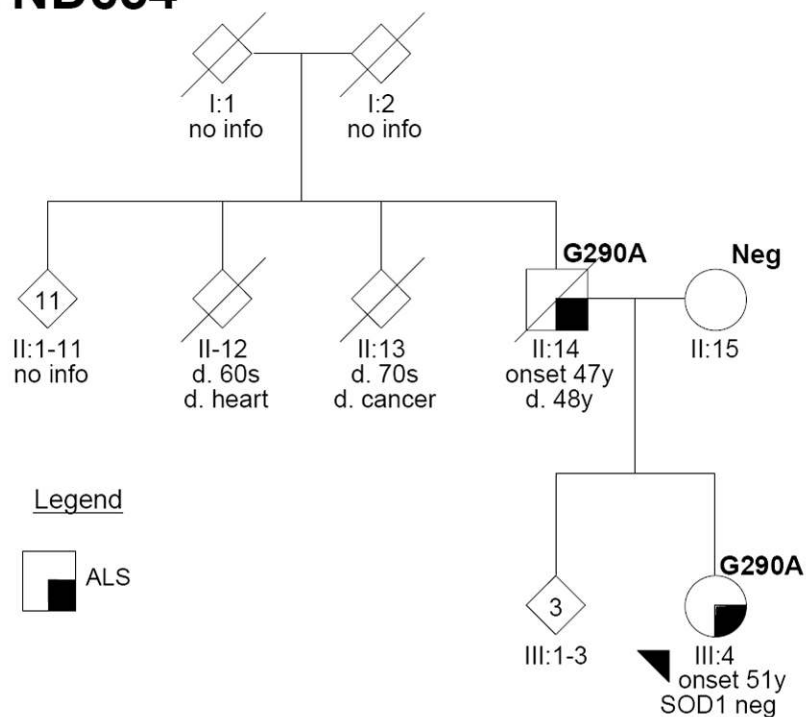 I:1
no info
I:2
no info
G290A
Neg
11
II:1-11
no info
II-12
d. 60s
d. heart
II:13
d. 70s
d. cancer
II:14
onset 47y
d. 48y
II:15
Legend
ALS
G290A
3
III:1-3
III:4
onset 51y
SOD1 neg